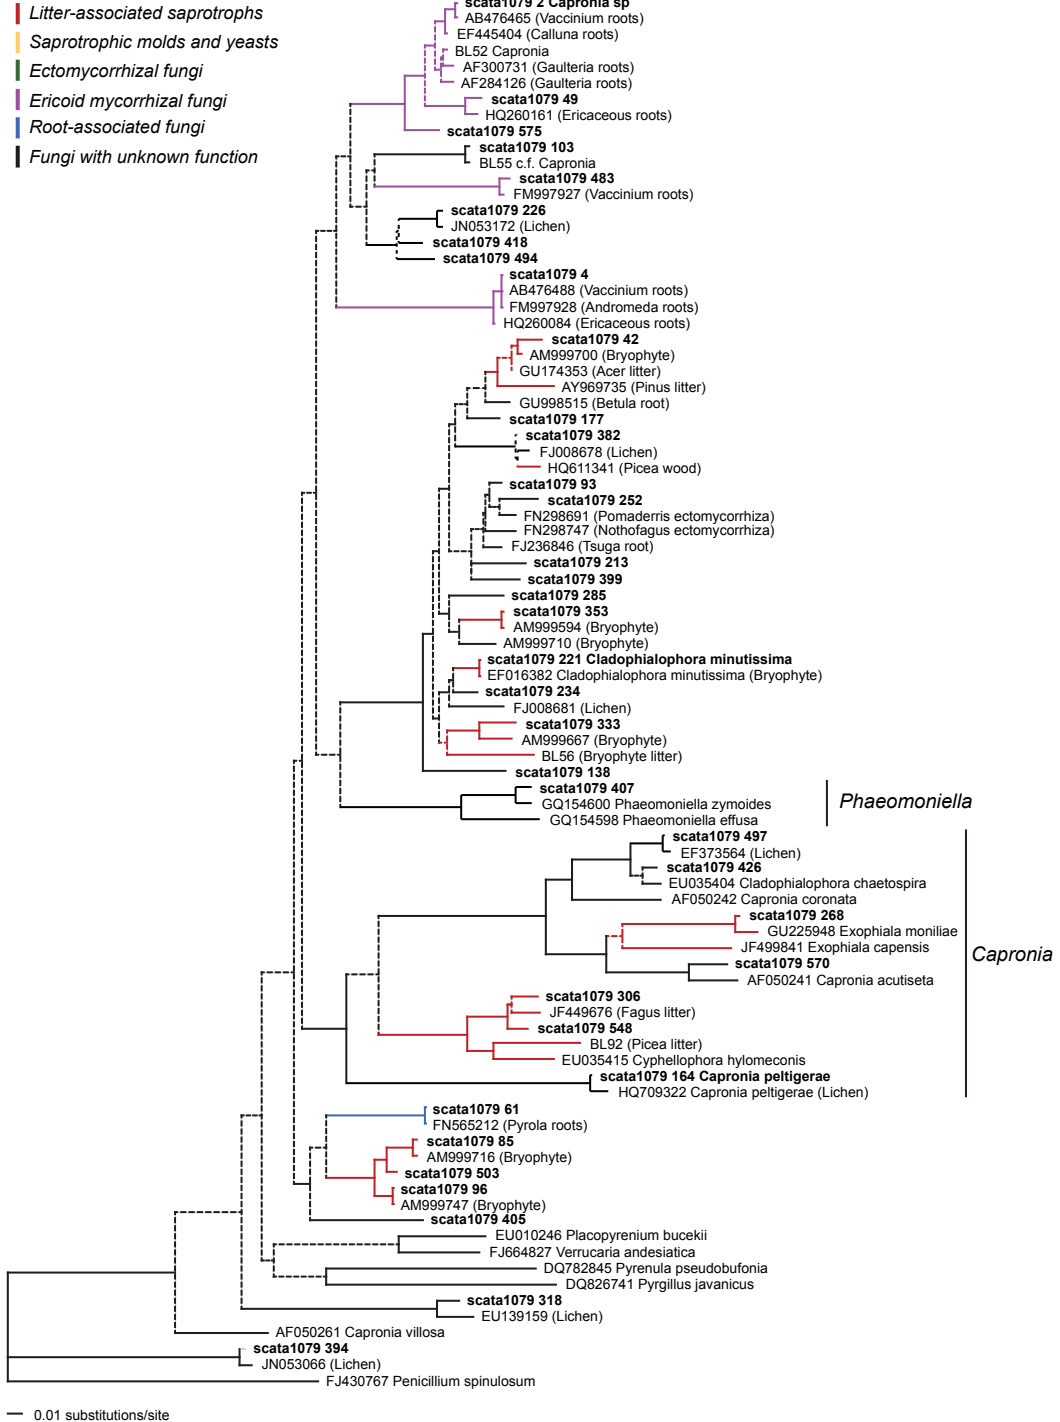 Litter-associated saprotrophs
Saprotrophic molds and yeasts
Ectomycorrhizal fungi
Ericoid mycorrhizal fungi
Root-associated fungi
Fungi with unknown function
scata1079 2 Capronia sp
AB476465 (Vaccinium roots)
EF445404 (Calluna roots)
BL52 Capronia
AF300731 (Gaulteria roots)
AF284126 (Gaulteria roots)
scata1079 49
HQ260161 (Ericaceous roots)
scata1079 575
scata1079 103
BL55 c.f. Capronia
scata1079 483
FM997927 (Vaccinium roots)
scata1079 226
JN053172 (Lichen)
scata1079 418
scata1079 494
scata1079 4
AB476488 (Vaccinium roots)
FM997928 (Andromeda roots)
HQ260084 (Ericaceous roots)
scata1079 42
AM999700 (Bryophyte)
GU174353 (Acer litter)
AY969735 (Pinus litter)
GU998515 (Betula root)
scata1079 177
scata1079 382
FJ008678 (Lichen)
HQ611341 (Picea wood)
scata1079 93
scata1079 252
FN298691 (Pomaderris ectomycorrhiza)
FN298747 (Nothofagus ectomycorrhiza)
FJ236846 (Tsuga root)
scata1079 213
scata1079 399
scata1079 285
scata1079 353
AM999594 (Bryophyte)
AM999710 (Bryophyte)
scata1079 221 Cladophialophora minutissima
EF016382 Cladophialophora minutissima (Bryophyte)
scata1079 234
FJ008681 (Lichen)
scata1079 333
AM999667 (Bryophyte)
BL56 (Bryophyte litter)
scata1079 138
scata1079 407
GQ154600 Phaeomoniella zymoides
GQ154598 Phaeomoniella effusa
Phaeomoniella
scata1079 497
EF373564 (Lichen)
scata1079 426
EU035404 Cladophialophora chaetospira
AF050242 Capronia coronata
scata1079 268
GU225948 Exophiala moniliae
JF499841 Exophiala capensis
scata1079 570
AF050241 Capronia acutiseta
Capronia
scata1079 306
JF449676 (Fagus litter)
scata1079 548
BL92 (Picea litter)
EU035415 Cyphellophora hylomeconis
scata1079 164 Capronia peltigerae
HQ709322 Capronia peltigerae (Lichen)
scata1079 61
FN565212 (Pyrola roots)
scata1079 85
AM999716 (Bryophyte)
scata1079 503
scata1079 96
AM999747 (Bryophyte)
scata1079 405
EU010246 Placopyrenium bucekii
FJ664827 Verrucaria andesiatica
DQ782845 Pyrenula pseudobufonia
DQ826741 Pyrgillus javanicus
scata1079 318
EU139159 (Lichen)
AF050261 Capronia villosa
scata1079 394
JN053066 (Lichen)
FJ430767 Penicillium spinulosum
0.01 substitutions/site